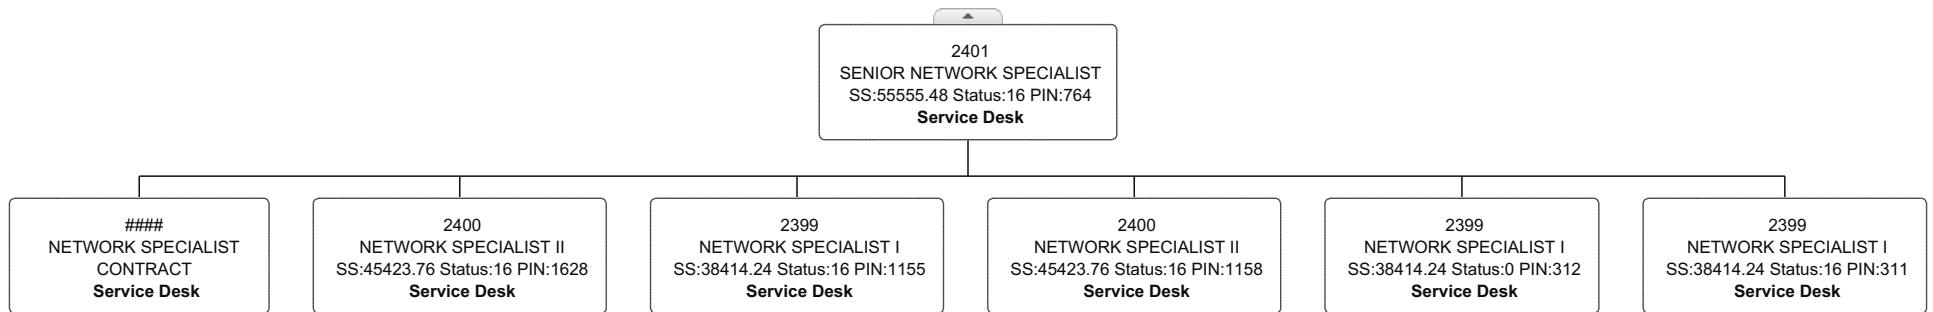 2401
SENIOR NETWORK SPECIALIST
SS:55555.48 Status:16 PIN:764
Service Desk
####
NETWORK SPECIALIST
CONTRACT
Service Desk
2400
NETWORK SPECIALIST II
SS:45423.76 Status:16 PIN:1628
Service Desk
2399
NETWORK SPECIALIST I
SS:38414.24 Status:16 PIN:1155
Service Desk
2400
NETWORK SPECIALIST II
SS:45423.76 Status:16 PIN:1158
Service Desk
2399
NETWORK SPECIALIST I
SS:38414.24 Status:0 PIN:312
Service Desk
2399
NETWORK SPECIALIST I
SS:38414.24 Status:16 PIN:311
Service Desk